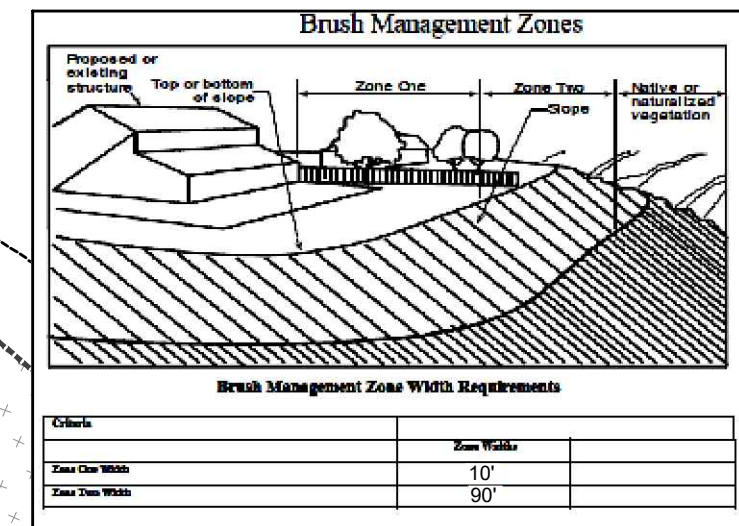 Brush Management Zones
Proposed or
existing
structure
Top or bottom
of slope
Zone One
Zone Two
Slope
Native or
naturalized
vegetation
Brush Management Zone Width Requirements
Criteria
Zone Widths
Zone One Width 10'
Zone Two Width 90'